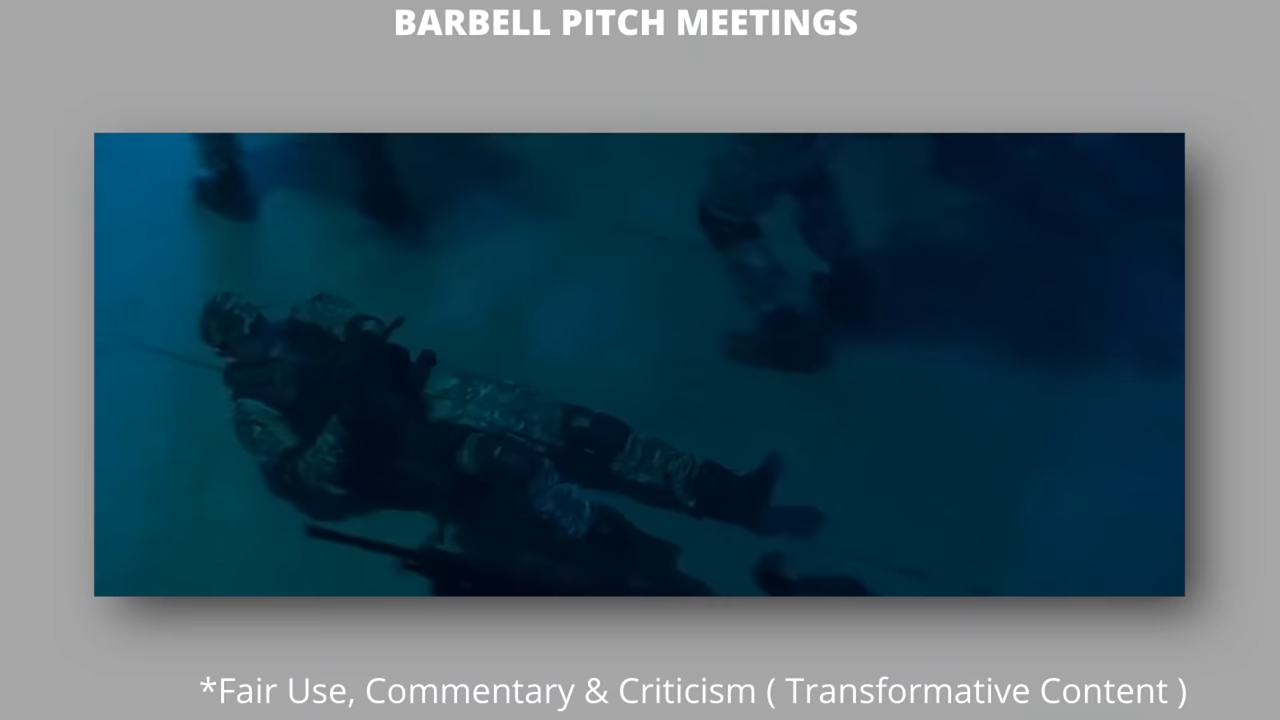 BARBELL PITCH MEETINGS
*Fair Use, Commentary & Criticism ( Transformative Content )